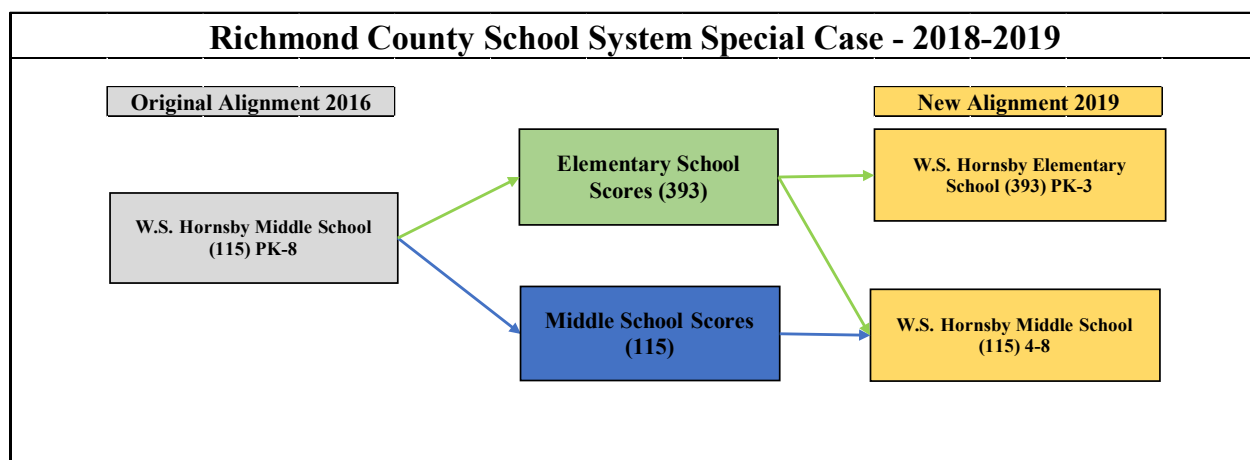 Richmond County School System Special Case - 2018-2019
Original Alignment 2016
New Alignment 2019
Elementary School
Scores (393)
W.S. Hornsby Elementary
School (393) PK-3
W.S. Hornsby Middle School
(115) PK-8
Middle School Scores
(115)
W.S. Hornsby Middle School
(115) 4-8